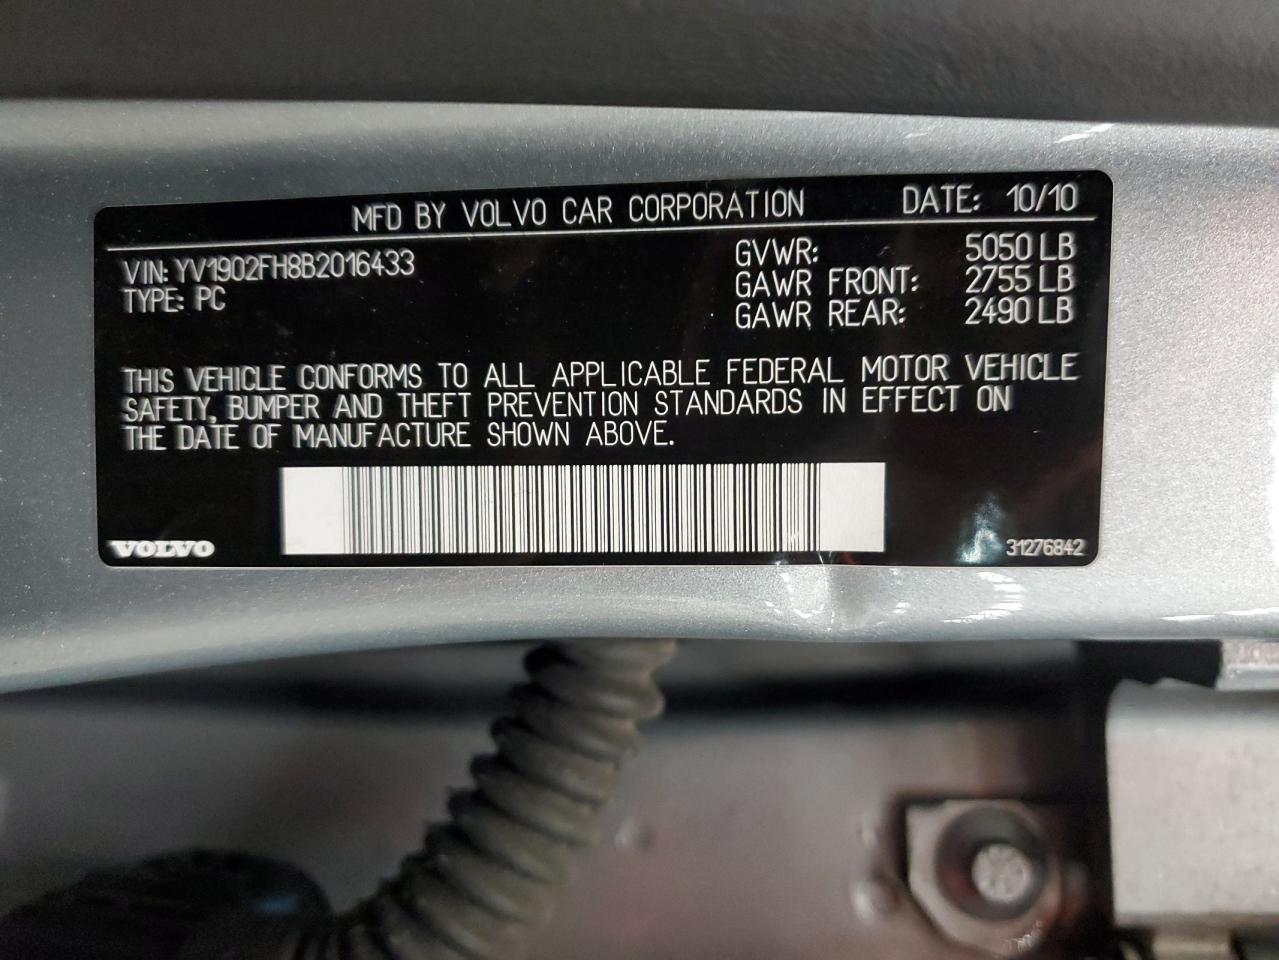 MFD BY VOLVO CAR CORPORATION DATE: 10/10
VIN: YV1902FH8B2016433 GVWR: 5050 LB
TYPE: PC GAWR FRONT: 2755 LB
GAWR REAR: 2490 LB
THIS VEHICLE CONFORMS TO ALL APPLICABLE FEDERAL MOTOR VEHICLE
SAFETY, BUMPER AND THEFT PREVENTION STANDARDS IN EFFECT ON
THE DATE OF MANUFACTURE SHOWN ABOVE.
VOLVO 31276842